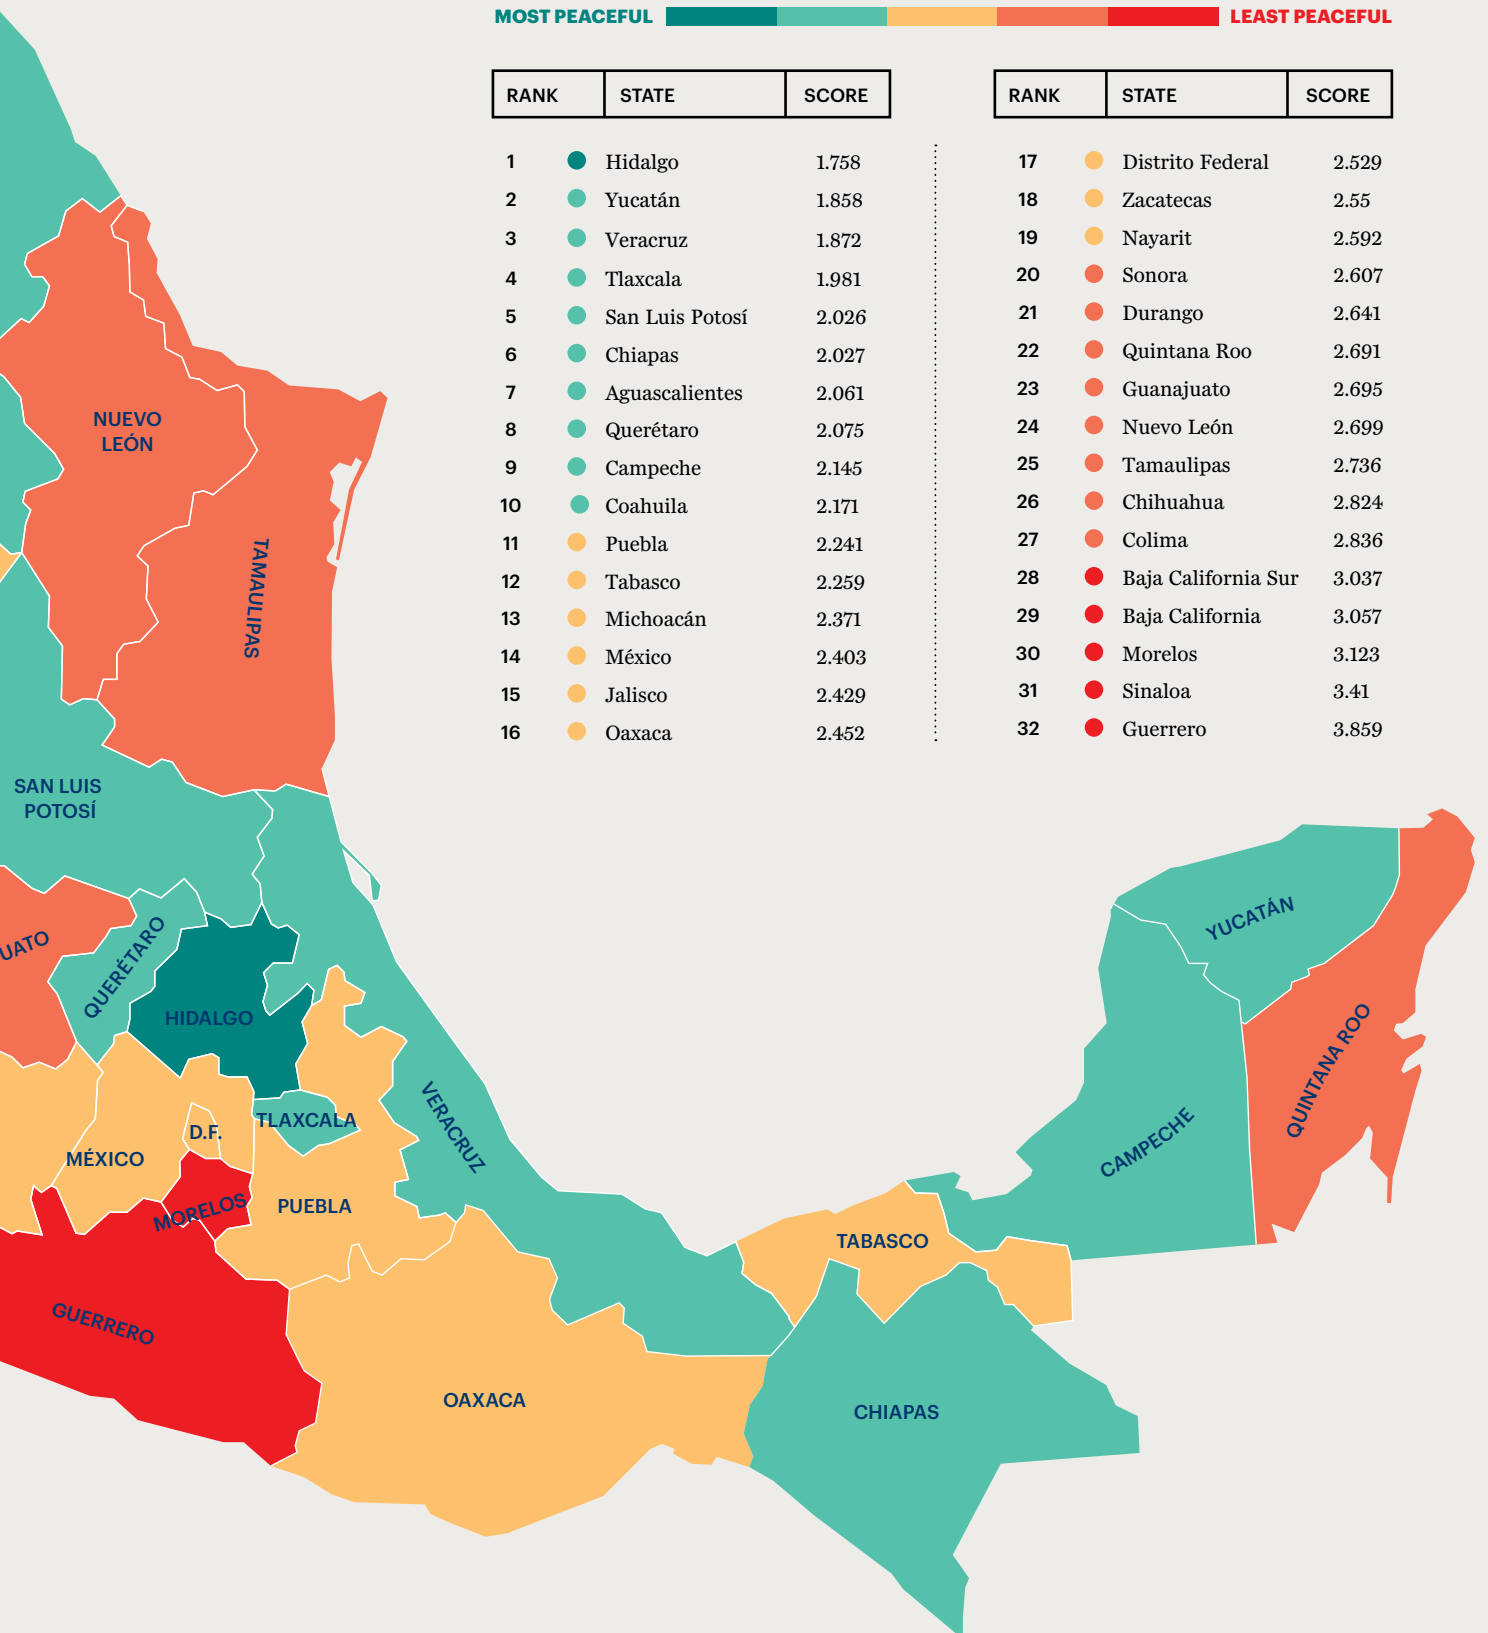 MOST PEACEFUL LEAST PEACEFUL
RANK STATE SCORE
1 Hidalgo 1.758
2 Yucatán 1.858
3 Veracruz 1.872
4 Tlaxcala 1.981
5 San Luis Potosí 2.026
6 Chiapas 2.027
7 Aguascalientes 2.061
8 Querétaro 2.075
9 Campeche 2.145
10 Coahuila 2.171
11 Puebla 2.241
12 Tabasco 2.259
13 Michoacán 2.371
14 México 2.403
15 Jalisco 2.429
16 Oaxaca 2.452
RANK STATE SCORE
17 Distrito Federal 2.529
18 Zacatecas 2.55
19 Nayarit 2.592
20 Sonora 2.607
21 Durango 2.641
22 Quintana Roo 2.691
23 Guanajuato 2.695
24 Nuevo León 2.699
25 Tamaulipas 2.736
26 Chihuahua 2.824
27 Colima 2.836
28 Baja California Sur 3.037
29 Baja California 3.057
30 Morelos 3.123
31 Sinaloa 3.41
32 Guerrero 3.859
NUEVO
LEÓN
TAMAULIPAS
SAN LUIS
POTOSÍ
UATO
QUERÉTARO
HIDALGO
TLAXCALA
D.F.
MÉXICO
MORELOS
PUEBLA
VERACRUZ
GUERRERO
OAXACA
TABASCO
CHIAPAS
CAMPECHE
YUCATÁN
QUINTANA ROO